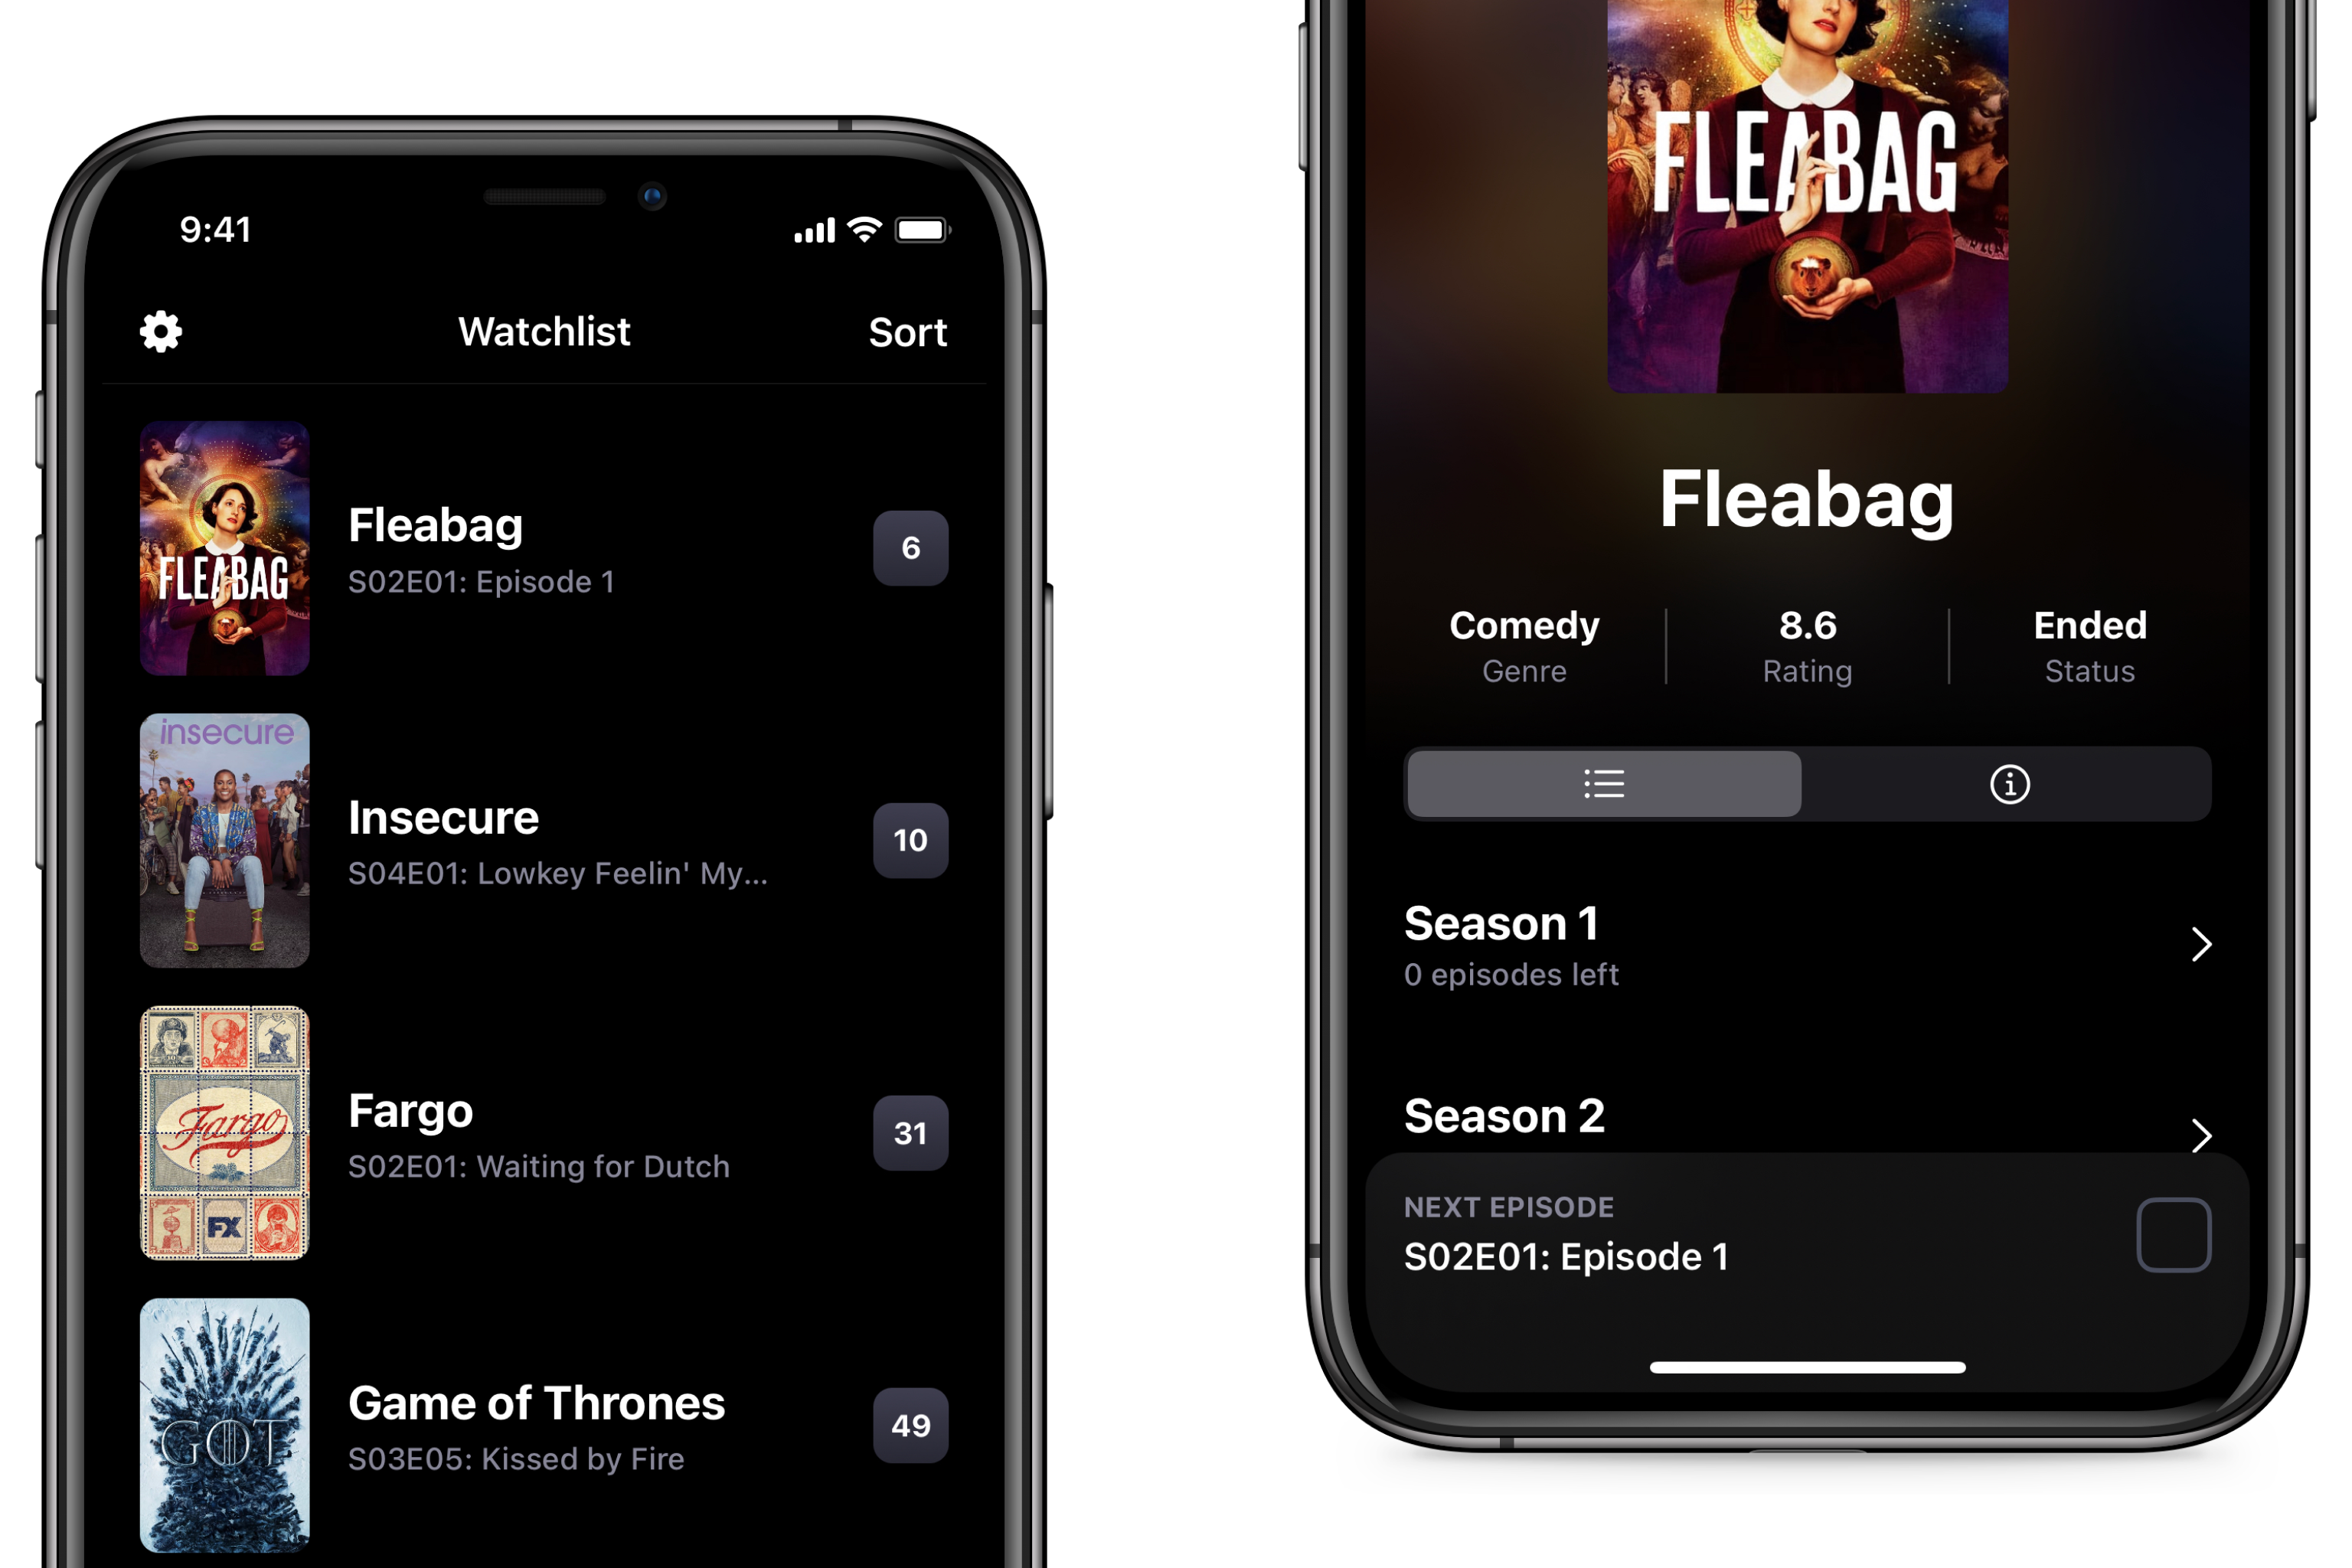 9:41
Watchlist
Sort
FLEABAG
Fleabag
S02E01: Episode 1
6
insecure
Insecure
S04E01: Lowkey Feelin' My...
10
Fargo
FX
Fargo
S02E01: Waiting for Dutch
31
GOT
Game of Thrones
S03E05: Kissed by Fire
49
FLEABAG
Fleabag
Comedy
Genre
8.6
Rating
Ended
Status
Season 1
0 episodes left
Season 2
NEXT EPISODE
S02E01: Episode 1